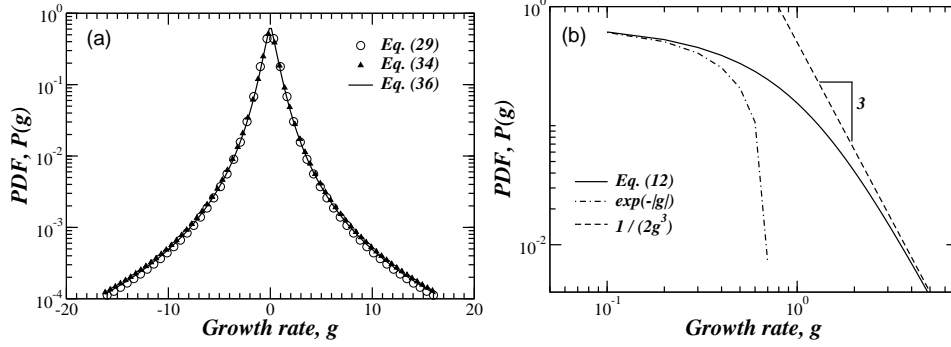 (a)
Eq. (29)
Eq. (34)
Eq. (36)
PDF, P(g)
10^0
10^-1
10^-2
10^-3
10^-4
-20 -10 0 10 20
Growth rate, g
(b)
3
Eq. (12)
exp(-|g|)
1 / (2g^3)
PDF, P(g)
10^0
10^-2
10^-1 10^0
Growth rate, g